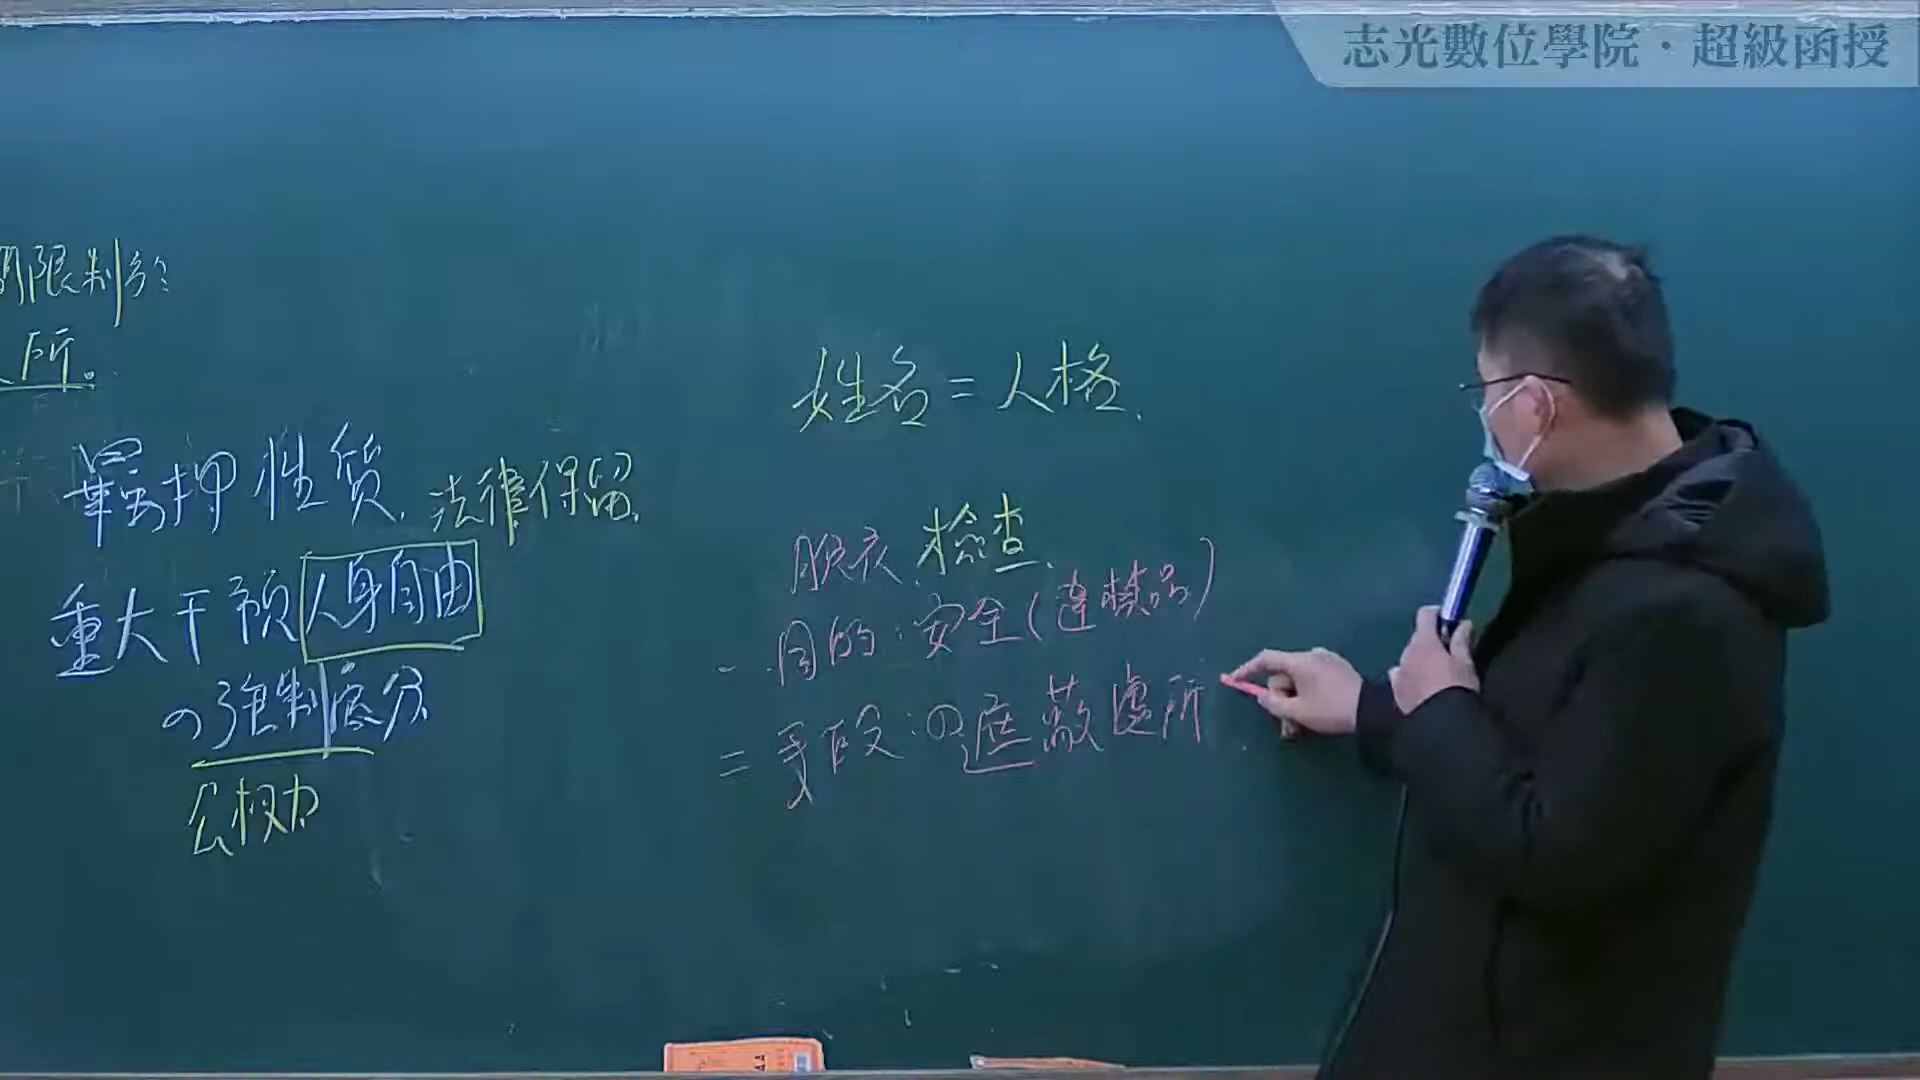 志光數位學院·超級函授
限制於
所。
姓名=人格.
羈押性質.法律保留.
脫衣.檢查.
重大干預人身自由
一.目的:安全(違禁品)
の強制處分
二手段:の遮蔽處所
公权力